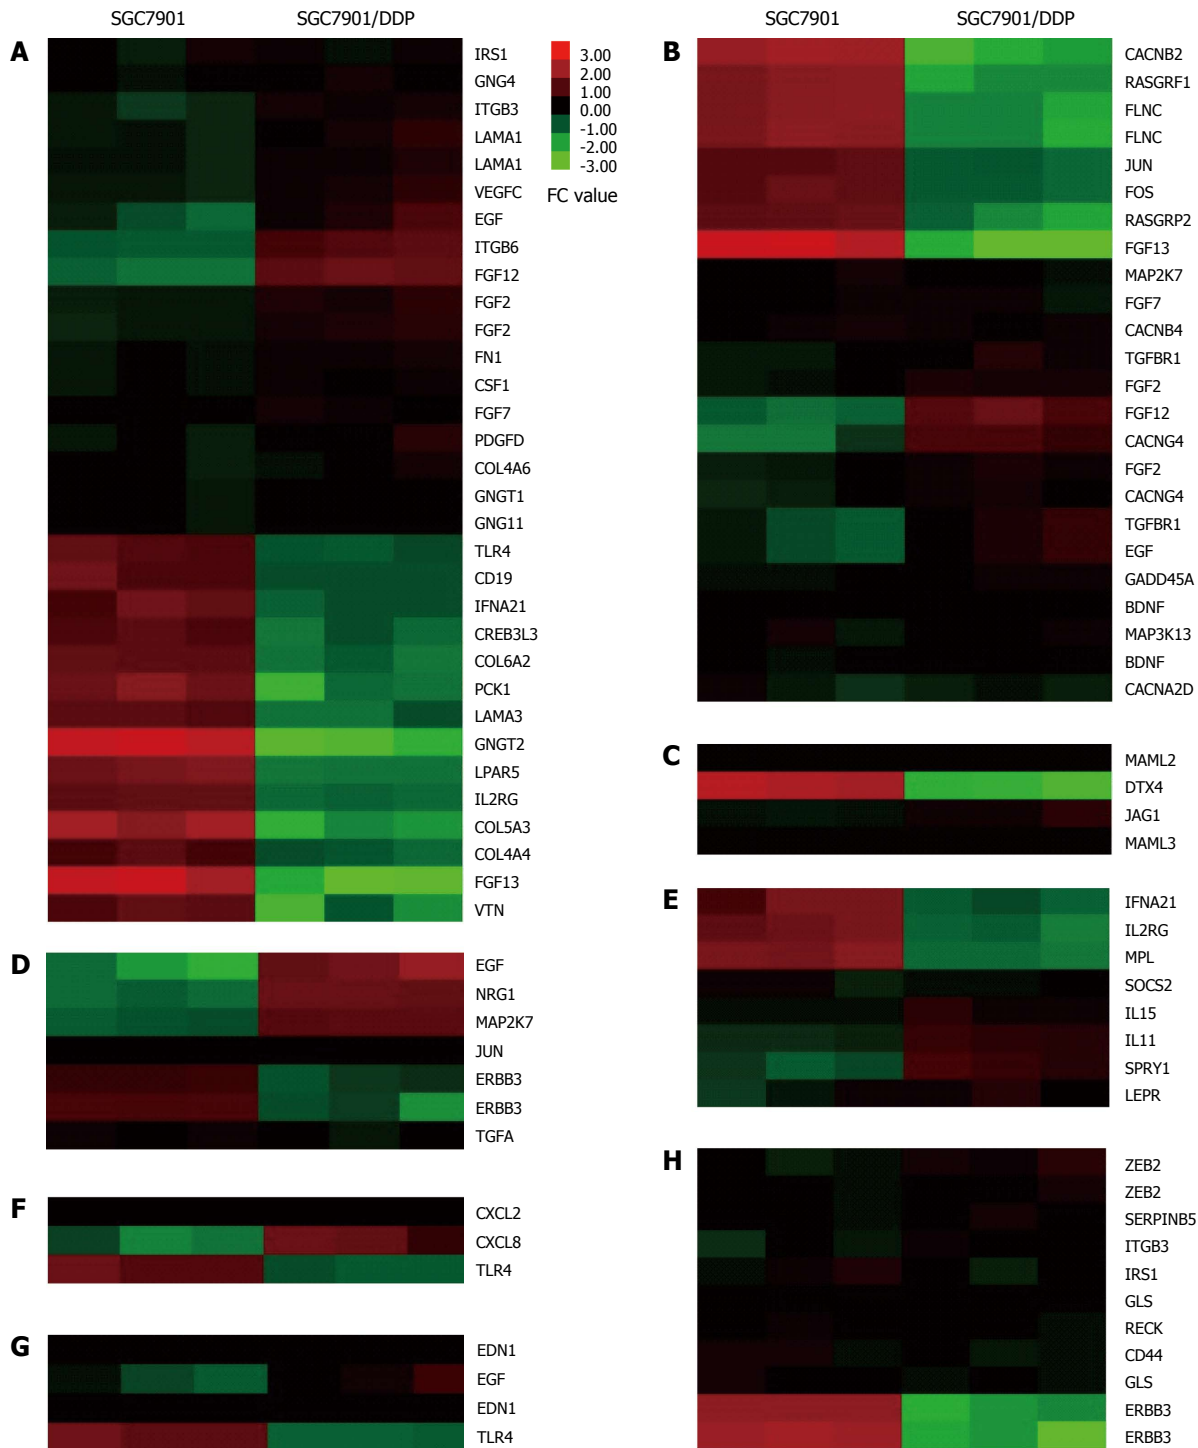 SGC7901 SGC7901/DDP
A
IRS1
GNG4
ITGB3
LAMA1
LAMA1
VEGFC
EGF
ITGB6
FGF12
FGF2
FGF2
FN1
CSF1
FGF7
PDGFD
COL4A6
GNGT1
GNG11
TLR4
CD19
IFNA21
CREB3L3
COL6A2
PCK1
LAMA3
GNGT2
LPAR5
IL2RG
COL5A3
COL4A4
FGF13
VTN
3.00
2.00
1.00
0.00
-1.00
-2.00
-3.00
FC value
SGC7901 SGC7901/DDP
B
CACNB2
RASGRF1
FLNC
FLNC
JUN
FOS
RASGRP2
FGF13
MAP2K7
FGF7
CACNB4
TGFBR1
FGF2
FGF12
CACNG4
FGF2
CACNG4
TGFBR1
EGF
GADD45A
BDNF
MAP3K13
BDNF
CACNA2D
C
MAML2
DTX4
JAG1
MAML3
D
EGF
NRG1
MAP2K7
JUN
ERBB3
ERBB3
TGFA
E
IFNA21
IL2RG
MPL
SOCS2
IL15
IL11
SPRY1
LEPR
F
CXCL2
CXCL8
TLR4
G
EDN1
EGF
EDN1
TLR4
H
ZEB2
ZEB2
SERPINB5
ITGB3
IRS1
GLS
RECK
CD44
GLS
ERBB3
ERBB3